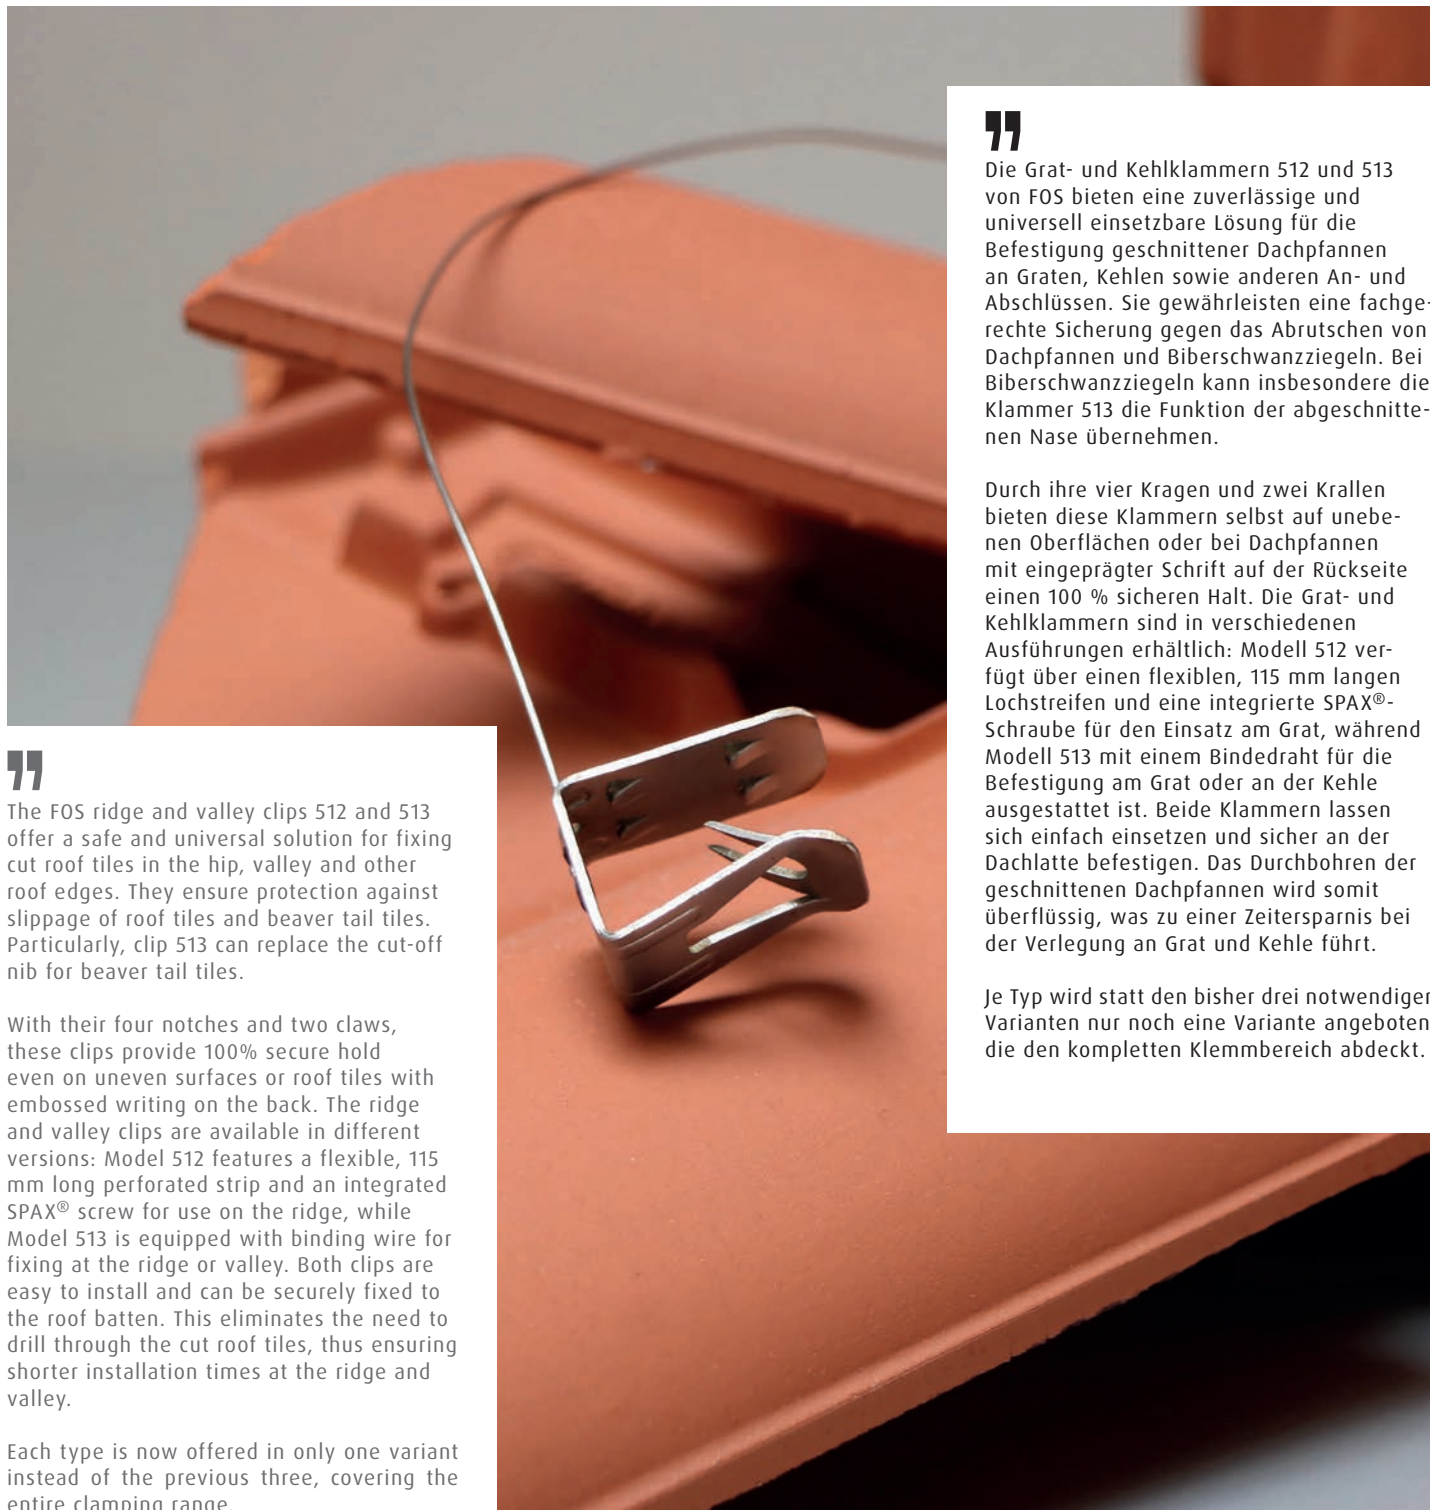 Die Grat- und Kehlklammern 512 und 513
von FOS bieten eine zuverlässige und
universell einsetzbare Lösung für die
Befestigung geschnittener Dachpfannen
an Graten, Kehlen sowie anderen An- und
Abschlüssen. Sie gewährleisten eine fachge-
rechte Sicherung gegen das Abrutschen von
Dachpfannen und Biberschwanzziegeln. Bei
Biberschwanzziegeln kann insbesondere die
Klammer 513 die Funktion der abgeschnitte-
nen Nase übernehmen.
Durch ihre vier Kragen und zwei Krallen
bieten diese Klammern selbst auf unebe-
nen Oberflächen oder bei Dachpfannen
mit eingeprägter Schrift auf der Rückseite
einen 100 % sicheren Halt. Die Grat- und
Kehlklammern sind in verschiedenen
Ausführungen erhältlich: Modell 512 ver-
fügt über einen flexiblen, 115 mm langen
Lochstreifen und eine integrierte SPAX®-
Schraube für den Einsatz am Grat, während
Modell 513 mit einem Bindedraht für die
Befestigung am Grat oder an der Kehle
ausgestattet ist. Beide Klammern lassen
sich einfach einsetzen und sicher an der
Dachlatte befestigen. Das Durchbohren der
geschnittenen Dachpfannen wird somit
überflüssig, was zu einer Zeitersparnis bei
der Verlegung an Grat und Kehle führt.
Je Typ wird statt den bisher drei notwendigen
Varianten nur noch eine Variante angeboten
die den kompletten Klemmbereich abdeckt.
The FOS ridge and valley clips 512 and 513
offer a safe and universal solution for fixing
cut roof tiles in the hip, valley and other
roof edges. They ensure protection against
slippage of roof tiles and beaver tail tiles.
Particularly, clip 513 can replace the cut-off
nib for beaver tail tiles.
With their four notches and two claws,
these clips provide 100% secure hold
even on uneven surfaces or roof tiles with
embossed writing on the back. The ridge
and valley clips are available in different
versions: Model 512 features a flexible, 115
mm long perforated strip and an integrated
SPAX® screw for use on the ridge, while
Model 513 is equipped with binding wire for
fixing at the ridge or valley. Both clips are
easy to install and can be securely fixed to
the roof batten. This eliminates the need to
drill through the cut roof tiles, thus ensuring
shorter installation times at the ridge and
valley.
Each type is now offered in only one variant
instead of the previous three, covering the
entire clamping range.